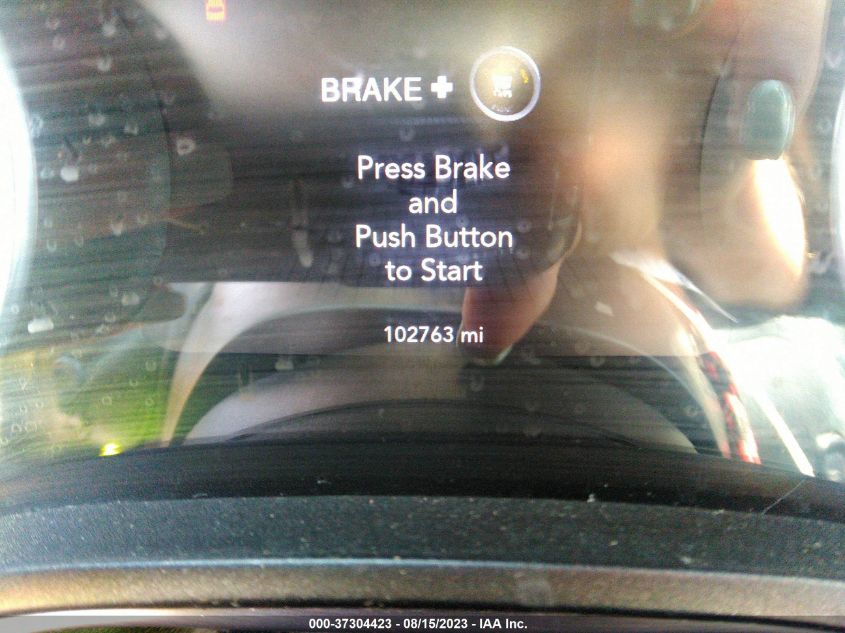 BRAKE +
Press Brake
and
Push Button
to Start
102763 mi
000-37304423 - 08/15/2023 - IAA Inc.